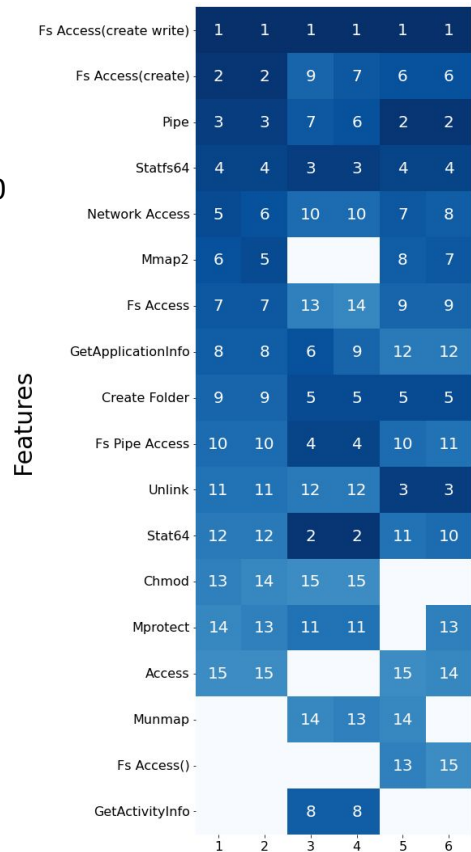 Fs Access(create write) 1 1 1 1 1 1
Fs Access(create) 2 2 9 7 6 6
Pipe 3 3 7 6 2 2
Statfs64 4 4 3 3 4 4
0
Network Access 5 6 10 10 7 8
Mmap2 6 5 8 7
Fs Access 7 7 13 14 9 9
GetApplicationInfo 8 8 6 9 12 12
Create Folder 9 9 5 5 5 5
Features
Fs Pipe Access 10 10 4 4 10 11
Unlink 11 11 12 12 3 3
Stat64 12 12 2 2 11 10
Chmod 13 14 15 15
Mprotect 14 13 11 11 13
Access 15 15 15 14
Munmap 14 13 14
Fs Access() 13 15
GetActivityInfo 8 8
1 2 3 4 5 6